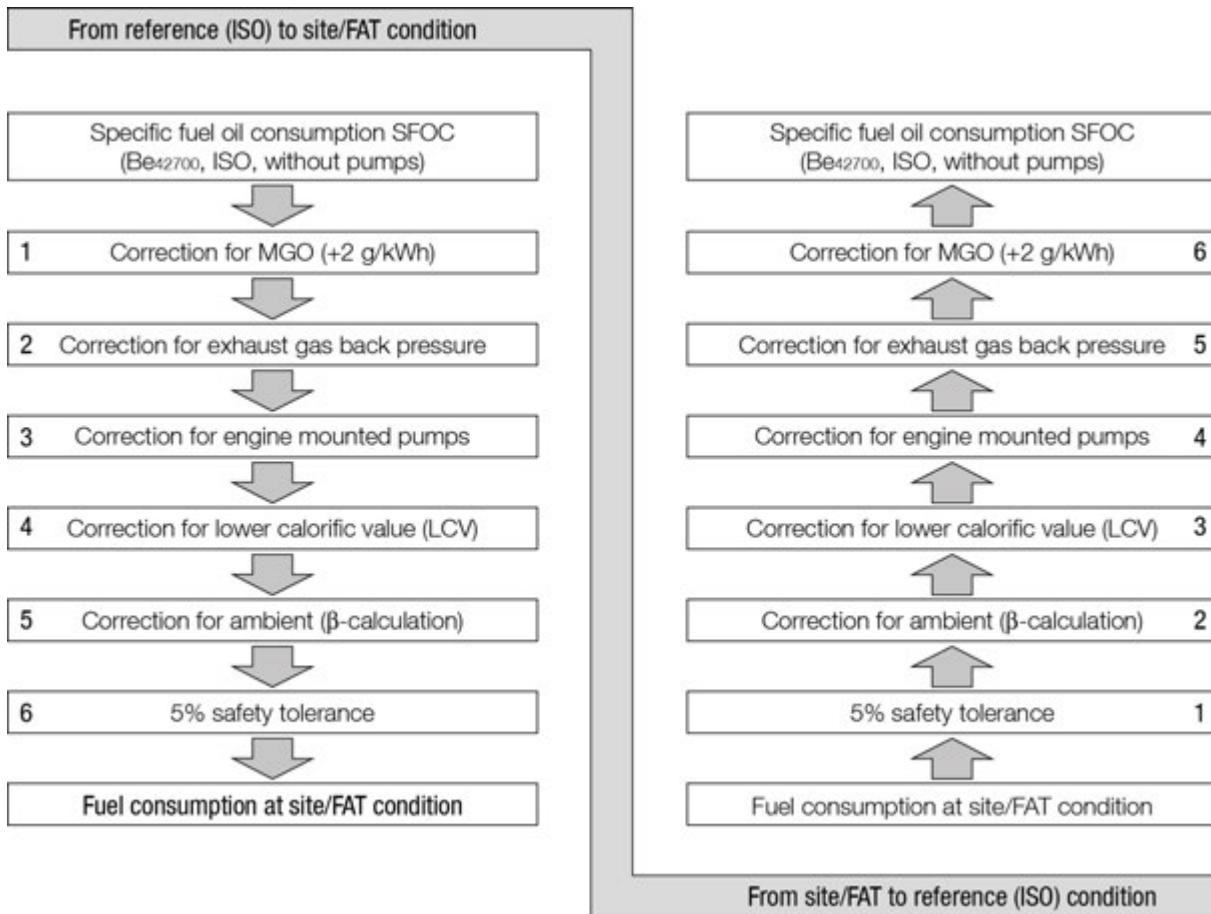 From reference (ISO) to site/FAT condition
Specific fuel oil consumption SFOC
(Be42700, ISO, without pumps)
1 Correction for MGO (+2 g/kWh)
2 Correction for exhaust gas back pressure
3 Correction for engine mounted pumps
4 Correction for lower calorific value (LCV)
5 Correction for ambient (β-calculation)
6 5% safety tolerance
Fuel consumption at site/FAT condition
Specific fuel oil consumption SFOC
(Be42700, ISO, without pumps)
Correction for MGO (+2 g/kWh) 6
Correction for exhaust gas back pressure 5
Correction for engine mounted pumps 4
Correction for lower calorific value (LCV) 3
Correction for ambient (β-calculation) 2
5% safety tolerance 1
Fuel consumption at site/FAT condition
From site/FAT to reference (ISO) condition